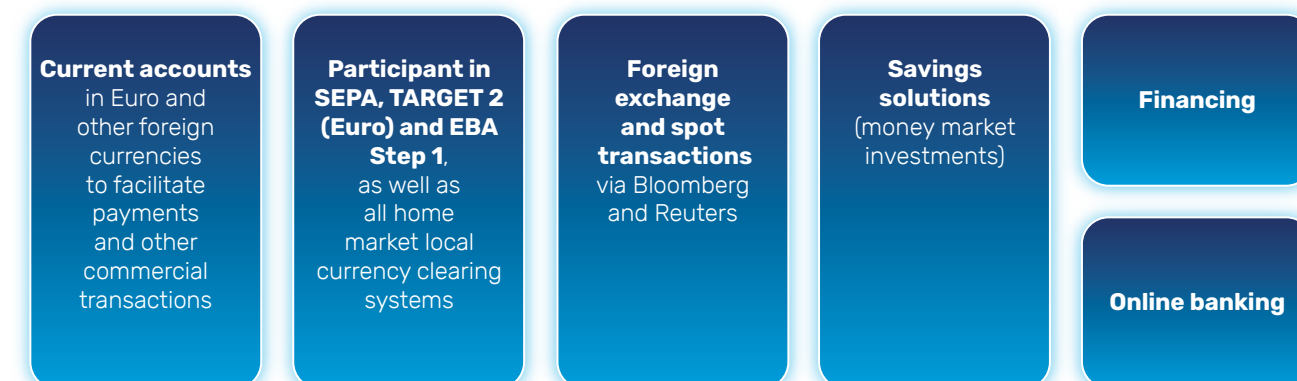 Current accounts
in Euro and
other foreign
currencies
to facilitate
payments
and other
commercial
transactions
Participant in
SEPA, TARGET 2
(Euro) and EBA
Step 1,
as well as
all home
market local
currency clearing
systems
Foreign
exchange
and spot
transactions
via Bloomberg
and Reuters
Savings
solutions
(money market
investments)
Financing
Online banking